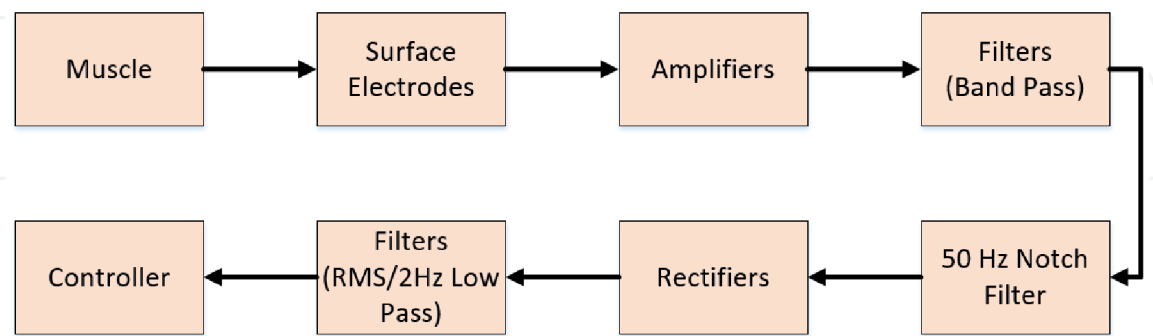 Muscle
Surface
Electrodes
Amplifiers
Filters
(Band Pass)
50 Hz Notch
Filter
Rectifiers
Filters
(RMS/2Hz Low
Pass)
Controller